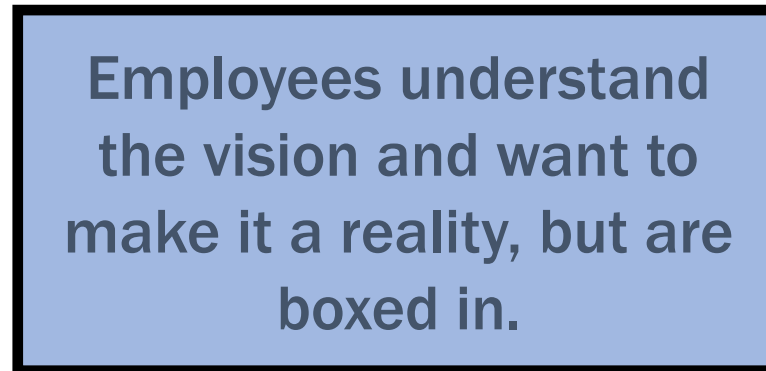 Employees understand
the vision and want to
make it a reality, but are
boxed in.